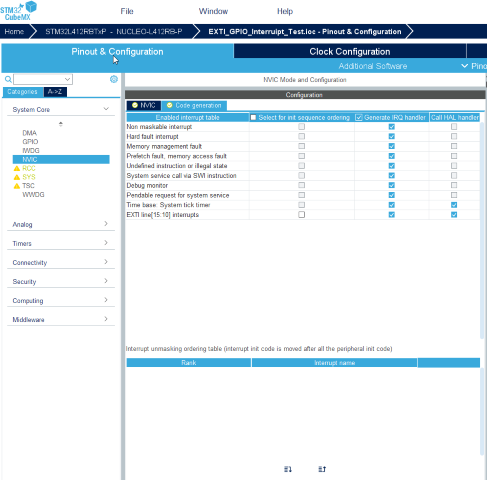 STM32 CubeMX
File Window Help
Home STM32L412RBTxP - NUCLEO-L412RB-P EXTI_GPIO_Interrupt_Test.ioc - Pinout & Configuration
Pinout & Configuration Clock Configuration
Additional Software Pino
NVIC Mode and Configuration
Categories A->Z
Configuration
System Core
NVIC Code generation
Enabled interrupt table Select for init sequence ordering Generate IRQ handler Call HAL handler
Non maskable interrupt
Hard fault interrupt
Memory management fault
Prefetch fault, memory access fault
Undefined instruction or illegal state
System service call via SWI instruction
Debug monitor
Pendable request for system service
Time base: System tick timer
EXTI line[15:10] interrupts
DMA
GPIO
IWDG
NVIC
RCC
SYS
TSC
WWDG
Analog
Timers
Connectivity
Security
Computing
Middleware
Interrupt unmasking ordering table (interrupt init code is moved after all the peripheral init code)
Rank Interrupt name